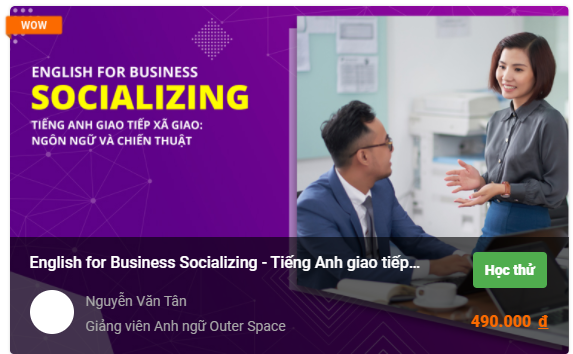 WOW
ENGLISH FOR BUSINESS
SOCIALIZING
TIẾNG ANH GIAO TIẾP XÃ GIAO:
NGÔN NGỮ VÀ CHIẾN THUẬT
English for Business Socializing - Tiếng Anh giao tiếp...
Học thử
Nguyễn Văn Tân
Giảng viên Anh ngữ Outer Space
490.000 đ